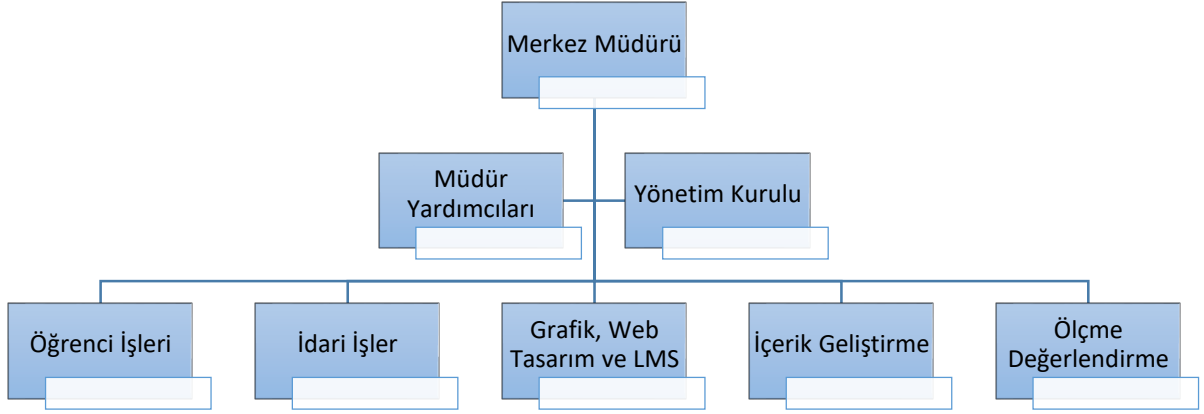 Merkez Müdürü
Müdür
Yardımcıları
Yönetim Kurulu
Öğrenci İşleri
İdari İşler
Grafik, Web
Tasarım ve LMS
İçerik Geliştirme
Ölçme
Değerlendirme